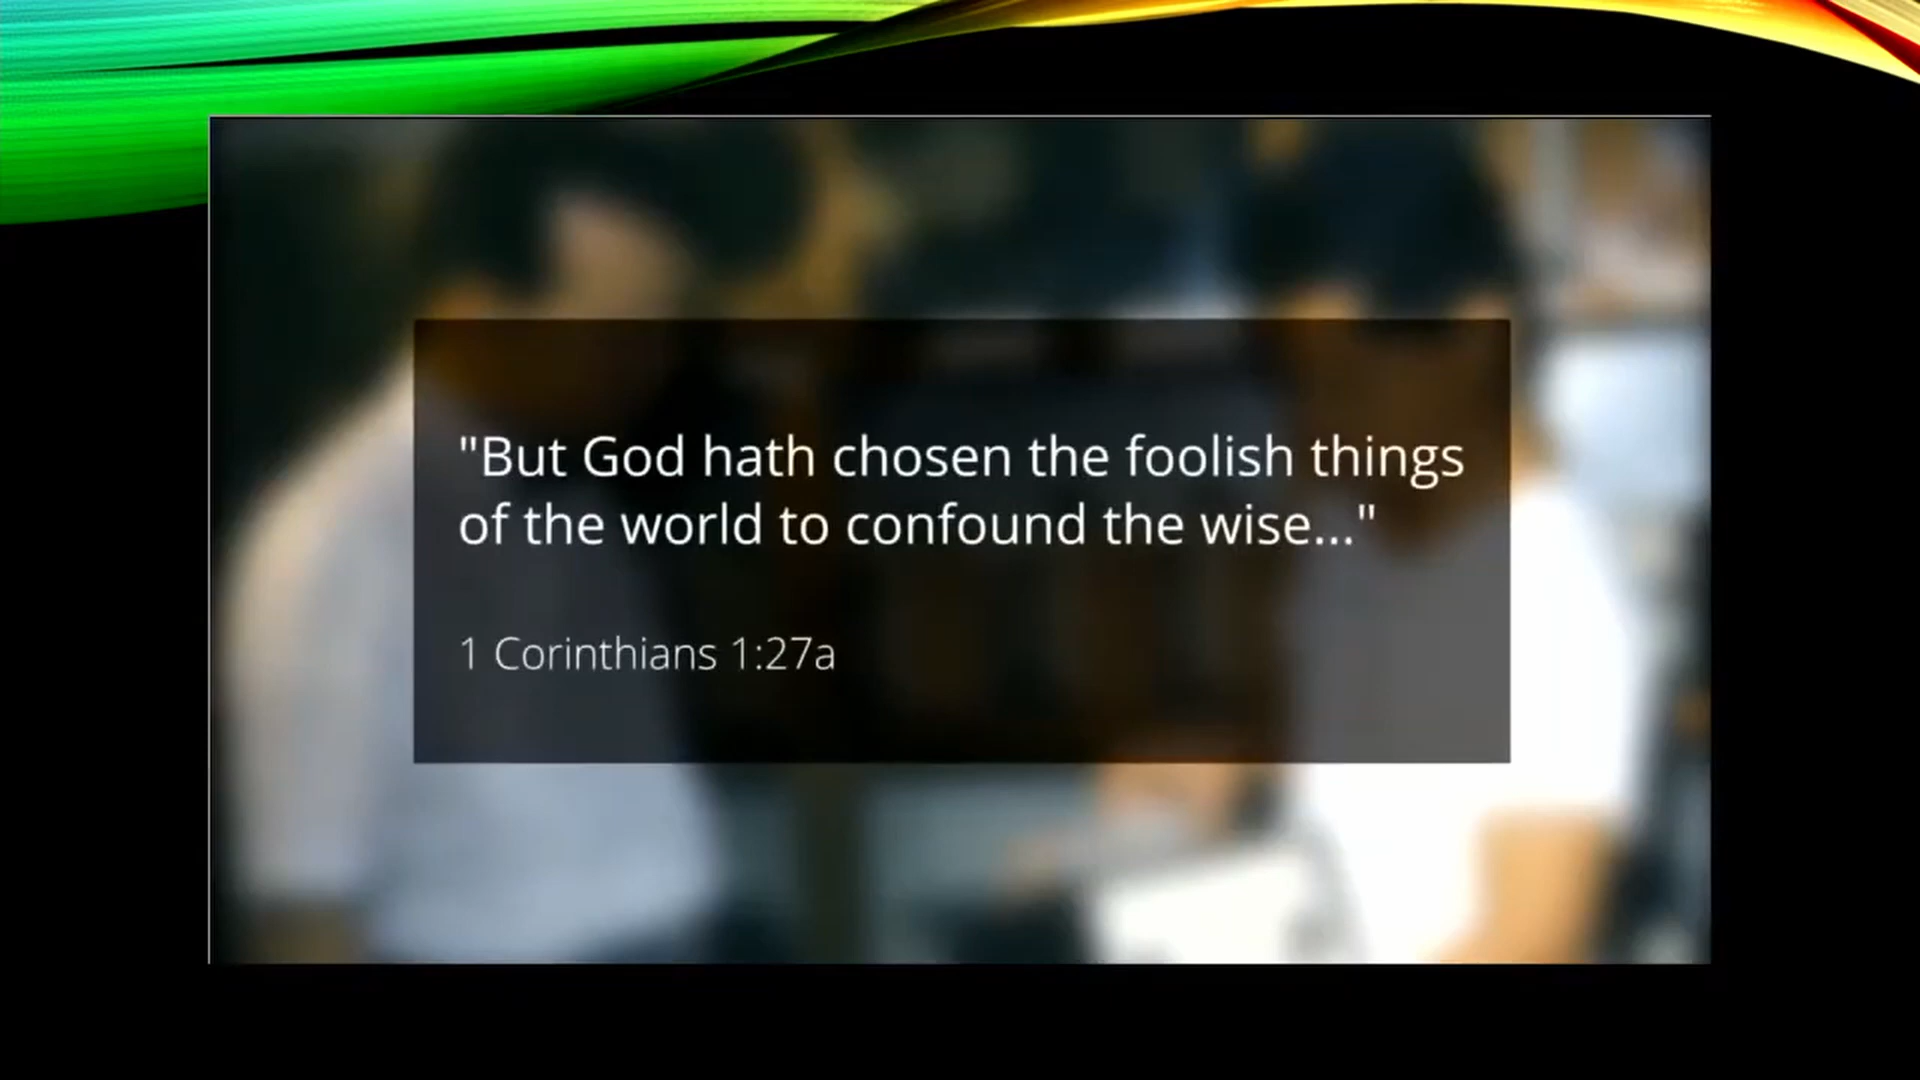 "But God hath chosen the foolish things
of the world to confound the wise..."
1 Corinthians 1:27a